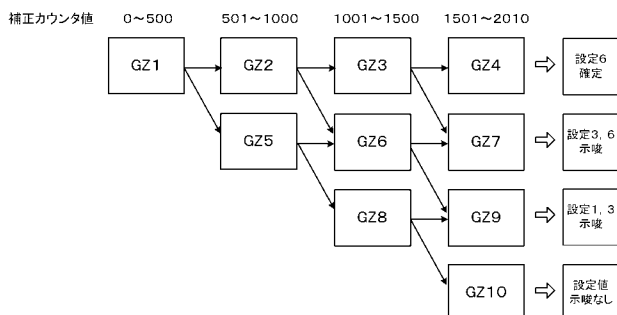 補正カウンタ値 0～500 501～1000 1001～1500 1501～2010
GZ1 GZ2 GZ3 GZ4 設定6
確定
GZ5 GZ6 GZ7 設定3, 6
示唆
GZ8 GZ9 設定1, 3
示唆
GZ10 設定値
示唆なし